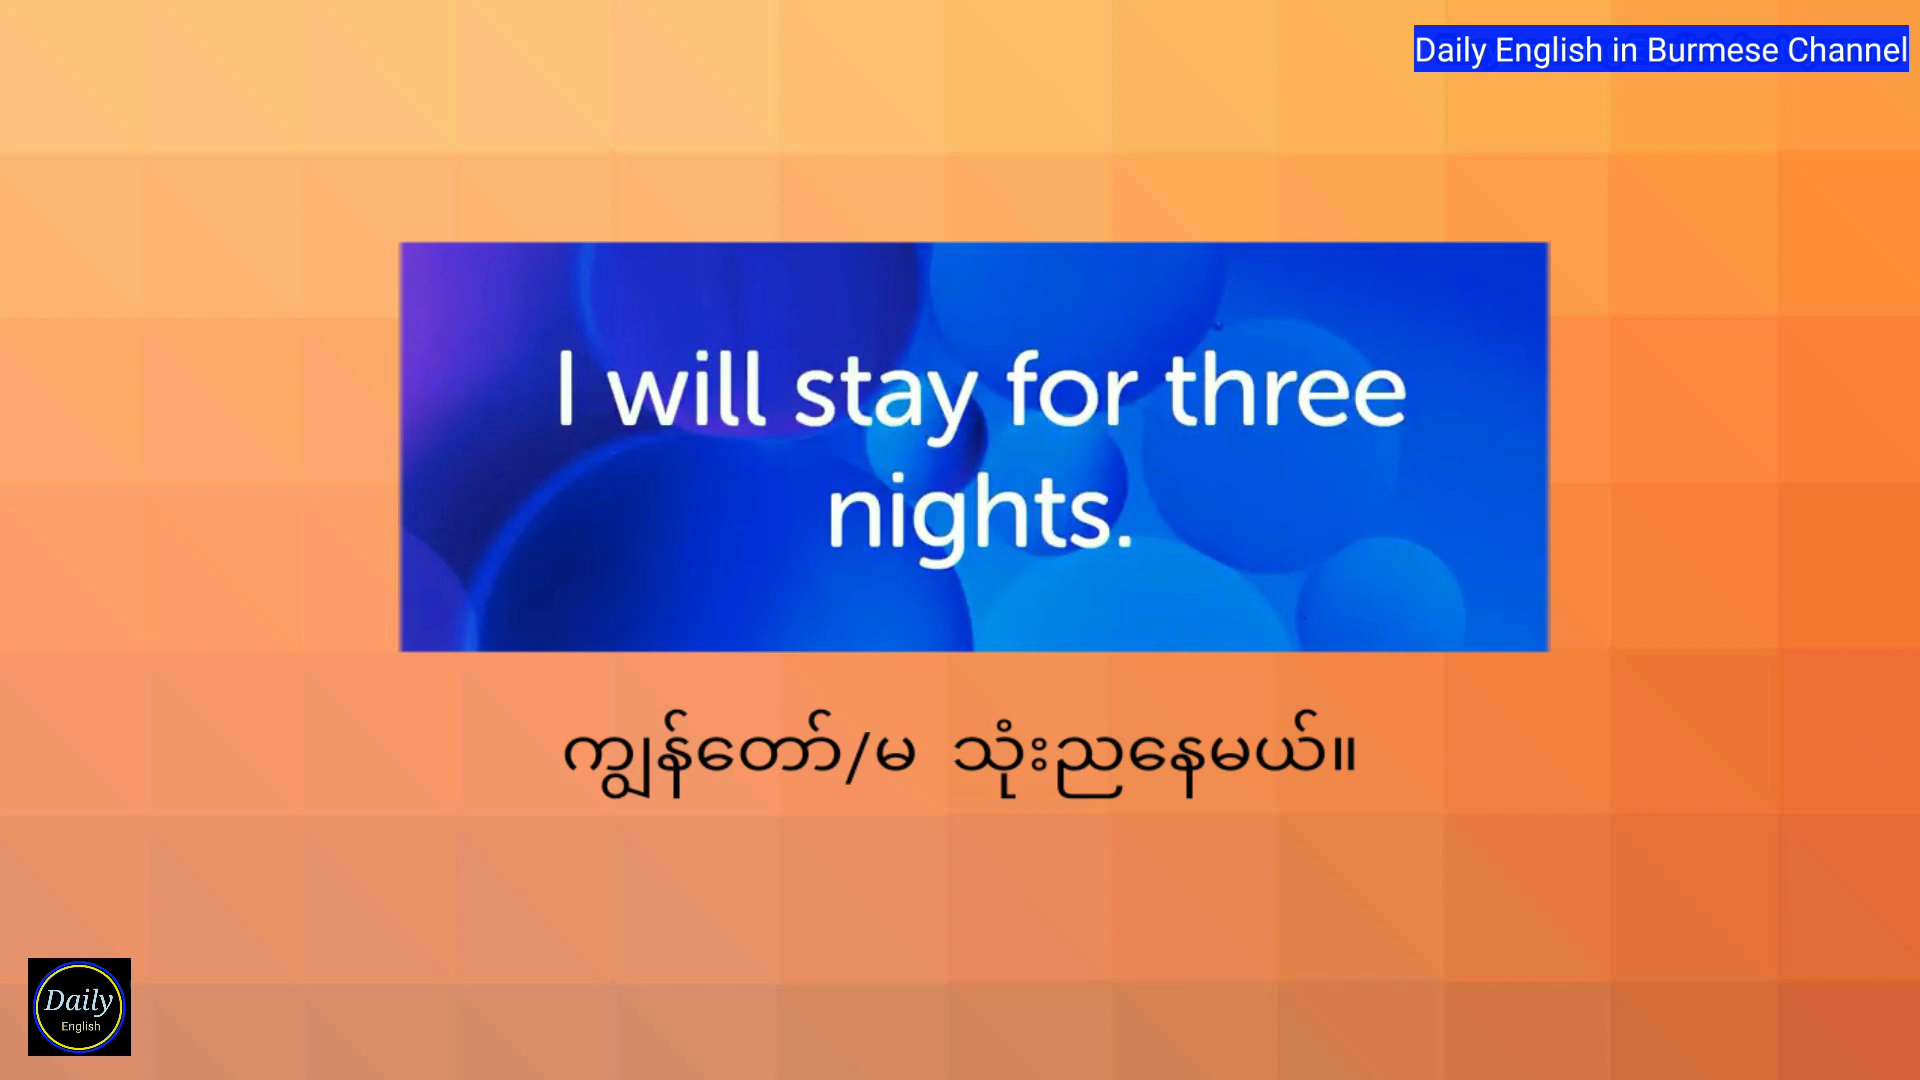 Daily English in Burmese Channel
I will stay for three
nights.
ကျွန်တော်/မ သုံးညနေမယ်။
Daily
English